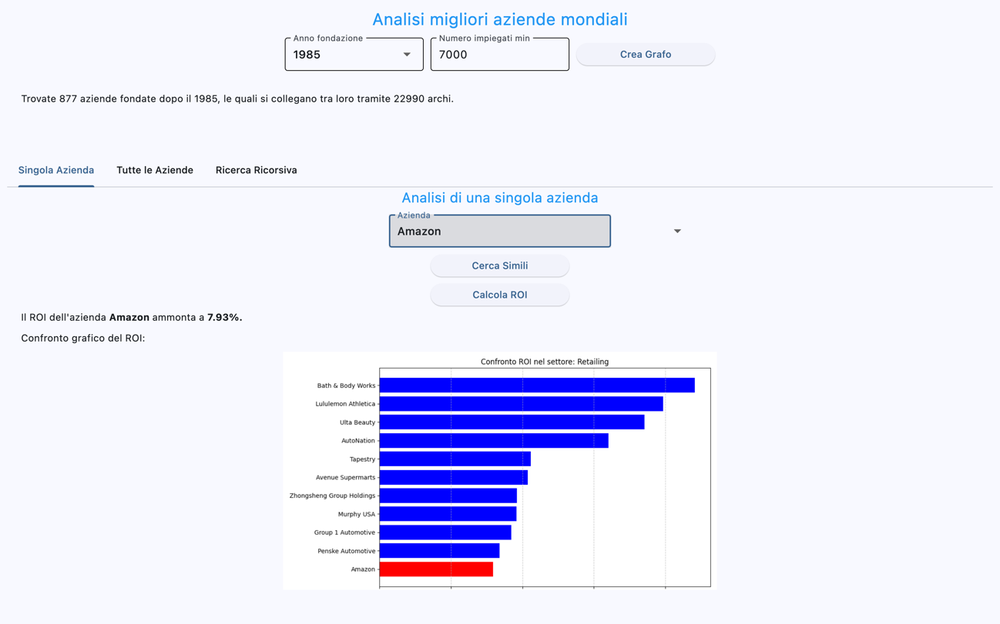 Analisi migliori aziende mondiali
Anno fondazione
1985
Numero impiegati min
7000
Crea Grafo
Trovate 877 aziende fondate dopo il 1985, le quali si collegano tra loro tramite 22990 archi.
Singola Azienda
Tutte le Aziende
Ricerca Ricorsiva
Analisi di una singola azienda
Azienda
Amazon
Cerca Simili
Calcola ROI
Il ROI dell'azienda Amazon ammonta a 7.93%.
Confronto grafico del ROI:
Confronto ROI nel settore: Retailing
Bath & Body Works
Lululemon Athletica
Ulta Beauty
AutoNation
Tapestry
Avenue Supermarts
Zhongsheng Group Holdings
Murphy USA
Group 1 Automotive
Penske Automotive
Amazon